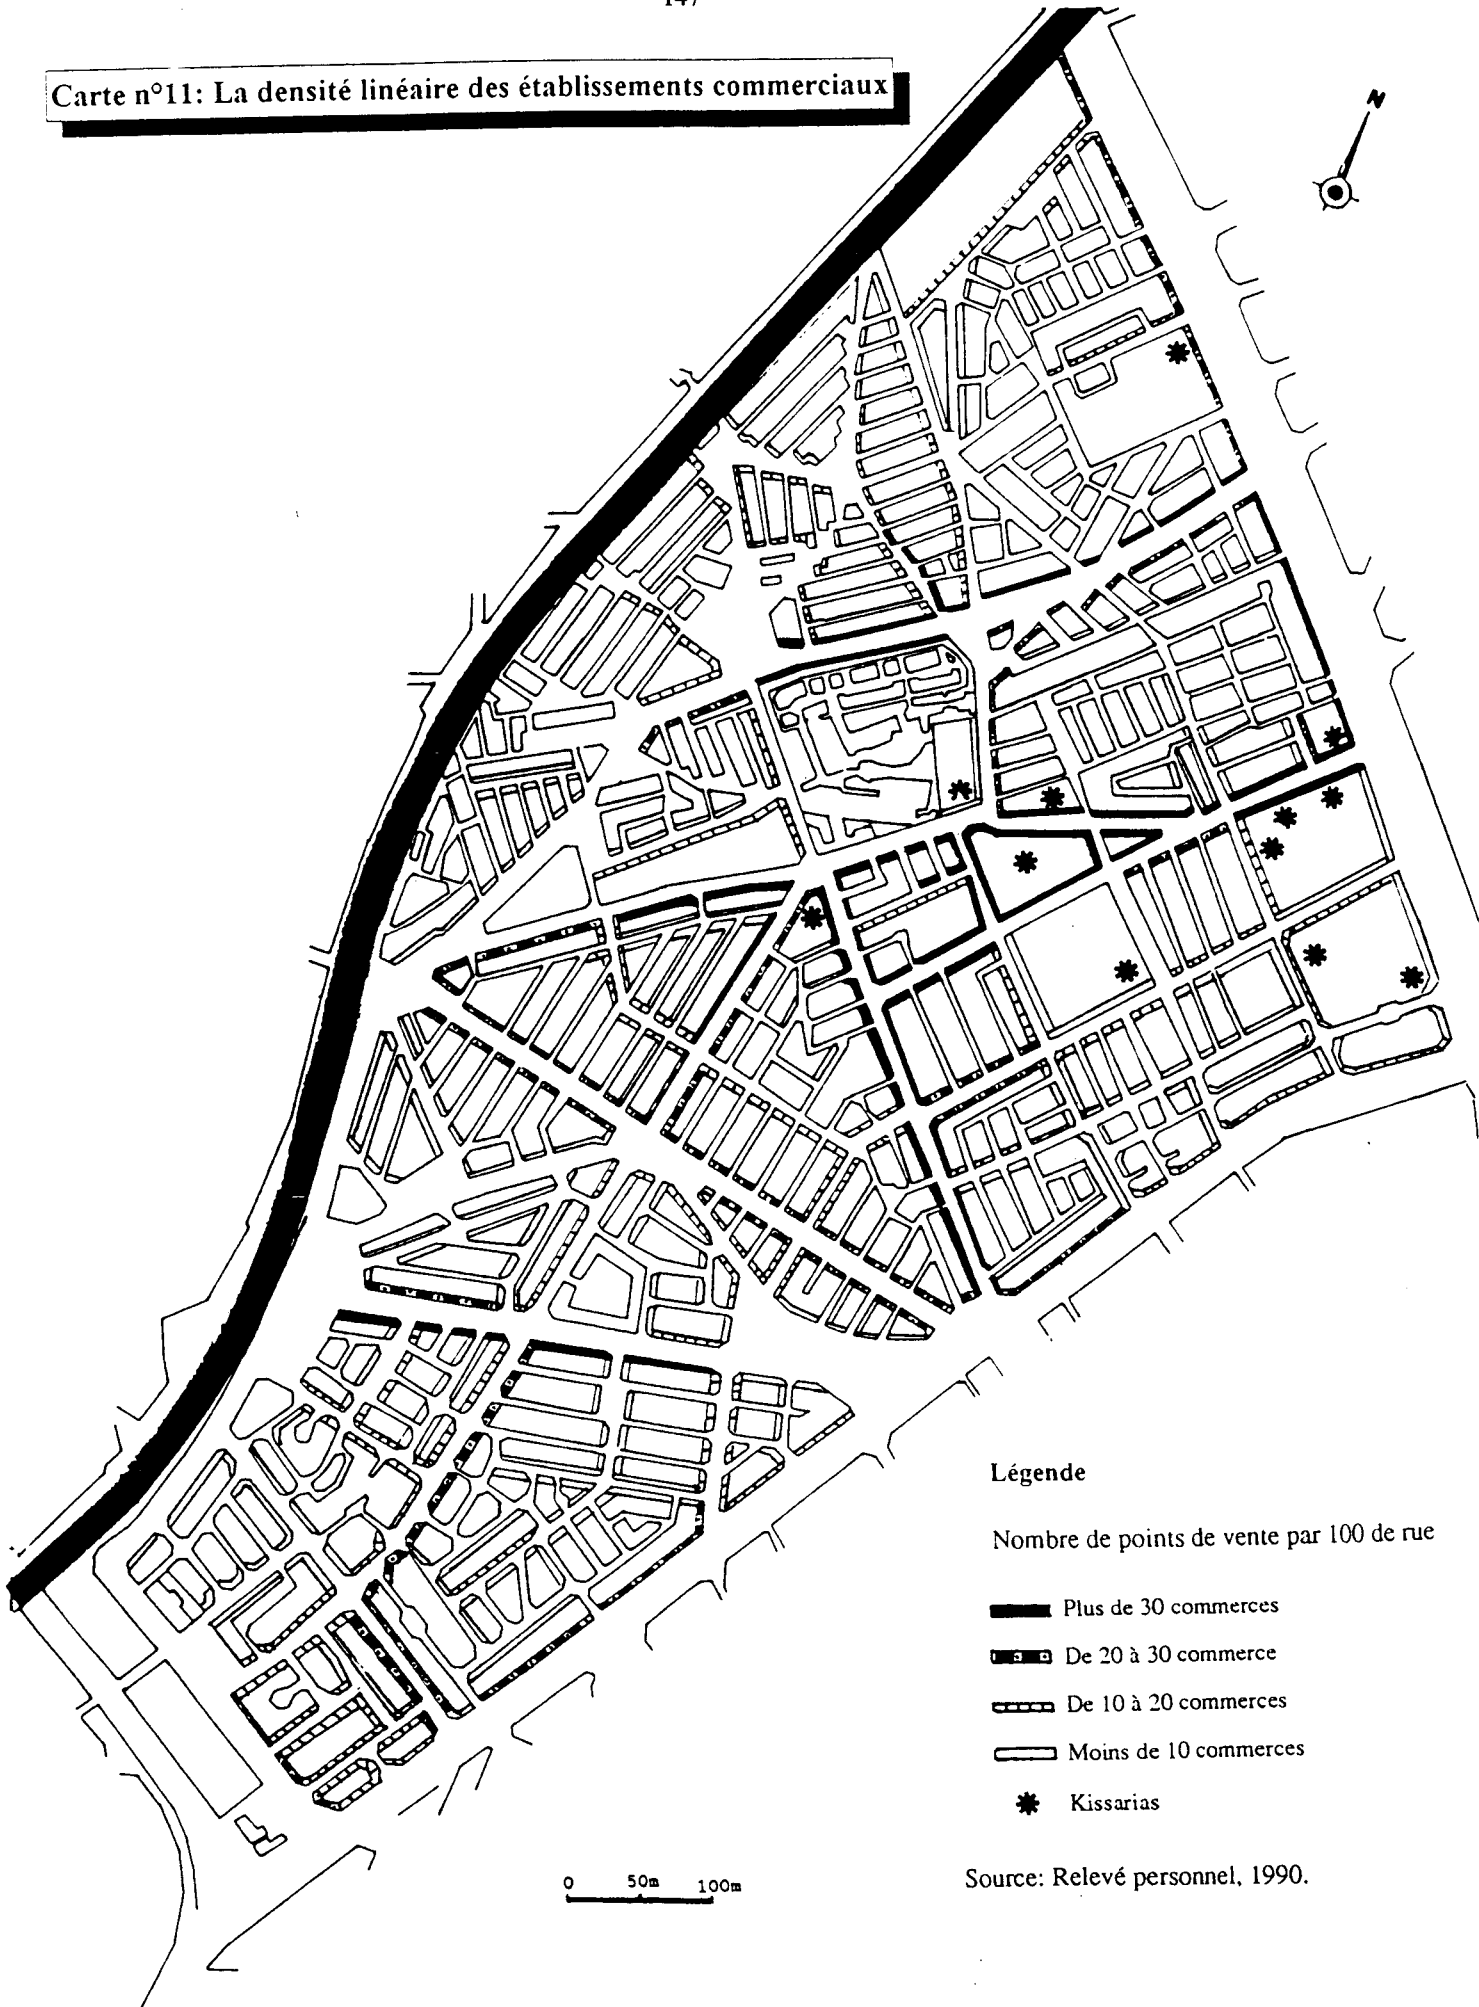 147
Carte n°11: La densité linéaire des établissements commerciaux
N
Légende
Nombre de points de vente par 100 de rue
Plus de 30 commerces
De 20 à 30 commerce
De 10 à 20 commerces
Moins de 10 commerces
Kissarias
0 50m 100m
Source: Relevé personnel, 1990.